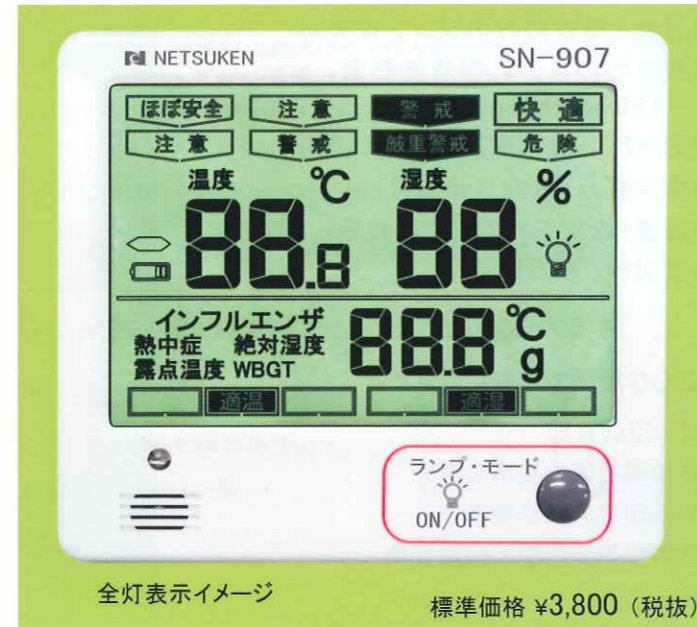 NETSUKEN SN-907
ほぼ安全 注意 警戒 快適
注意 警戒 厳重警戒 危険
温度 ℃ 湿度 %
88.8 88
インフルエンザ 88.8 ℃
熱中症 絶対湿度 g
露点温度 WBGT
適温 適湿
ランプ・モード
ON/OFF
全灯表示イメージ
標準価格 ¥3,800（税抜）